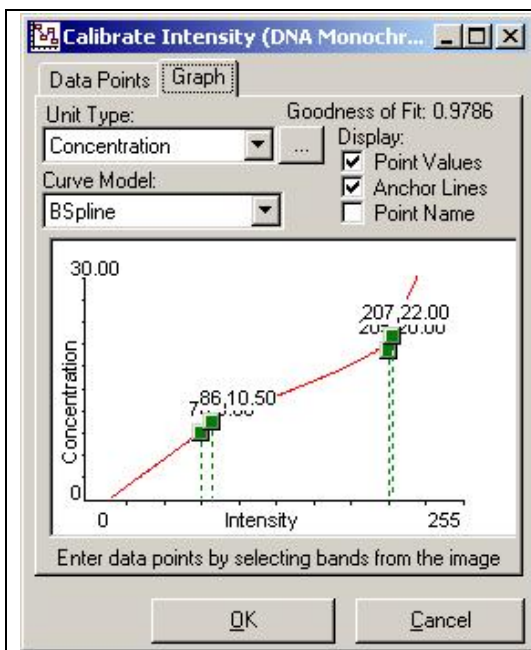 Calibrate Intensity (DNA Monochr...
Data Points Graph
Unit Type: Goodness of Fit: 0.9786
Concentration ... Display:
Point Values
Curve Model: Anchor Lines
BSpline Point Name
30.00
207,22.00
86,10.50
Concentration
0
0 Intensity 255
Enter data points by selecting bands from the image
OK Cancel